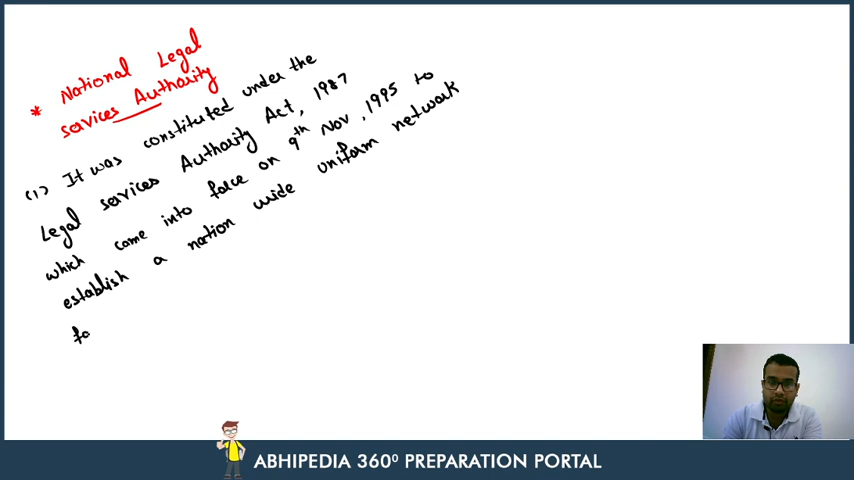 * National Legal
services Authority
(1) It was constituted under the
Legal services Authority Act, 1987
which came into force on 9th Nov, 1995 to
establish a nation wide uniform network
fo
ABHIPEDIA 360° PREPARATION PORTAL